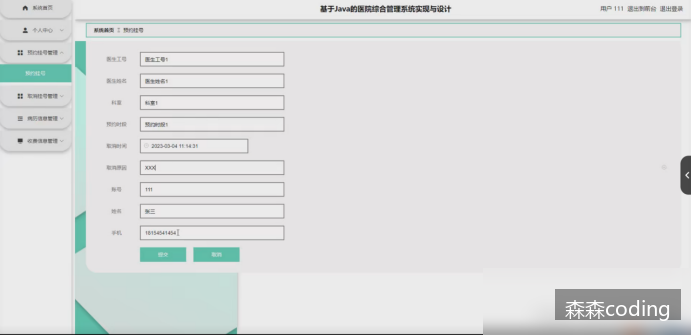 系统首页
基于Java的医院综合管理系统实现与设计
用户 111 退出到前台 退出登录
个人中心
系统首页 预约挂号
预约挂号管理
预约挂号
取消挂号管理
病历信息管理
收费信息管理
医生工号 医生工号1
医生姓名 医生姓名1
科室 科室1
预约时段 预约时段1
取消时间 2023-03-04 11:14:31
取消原因 XXX
账号 111
姓名 张三
手机 19154541454
提交
森森coding